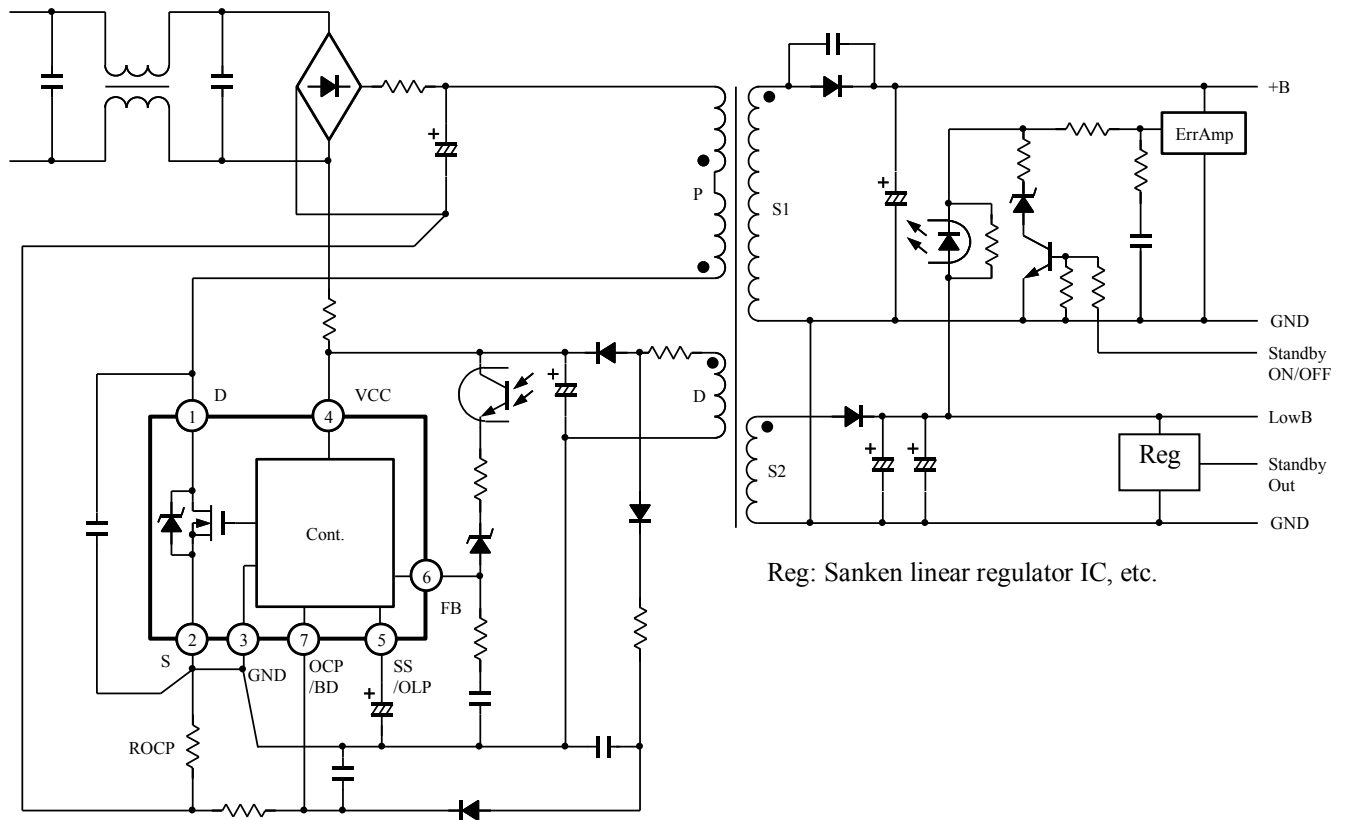 +B
ErrAmp
P
S1
GND
Standby
ON/OFF
D
VCC
D
1
4
LowB
S2
Reg
Standby
Out
Cont.
GND
6
FB
Reg: Sanken linear regulator IC, etc.
2
3
7
5
S
GND
OCP
/BD
SS
/OLP
ROCP
+
+
+
+
+
+